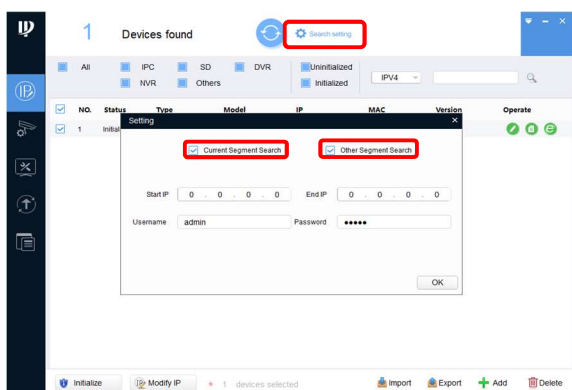 1 Devices found Search setting
All IPC SD DVR Uninitialized
NVR Others Initialized IPV4
NO. Status Type Model IP MAC Version Operate
1 Initial
Setting
Current Segment Search Other Segment Search
Start IP 0 . 0 . 0 . 0 End IP 0 . 0 . 0 . 0
Username admin Password •••••
OK
Initialize Modify IP 1 devices selected Import Export Add Delete